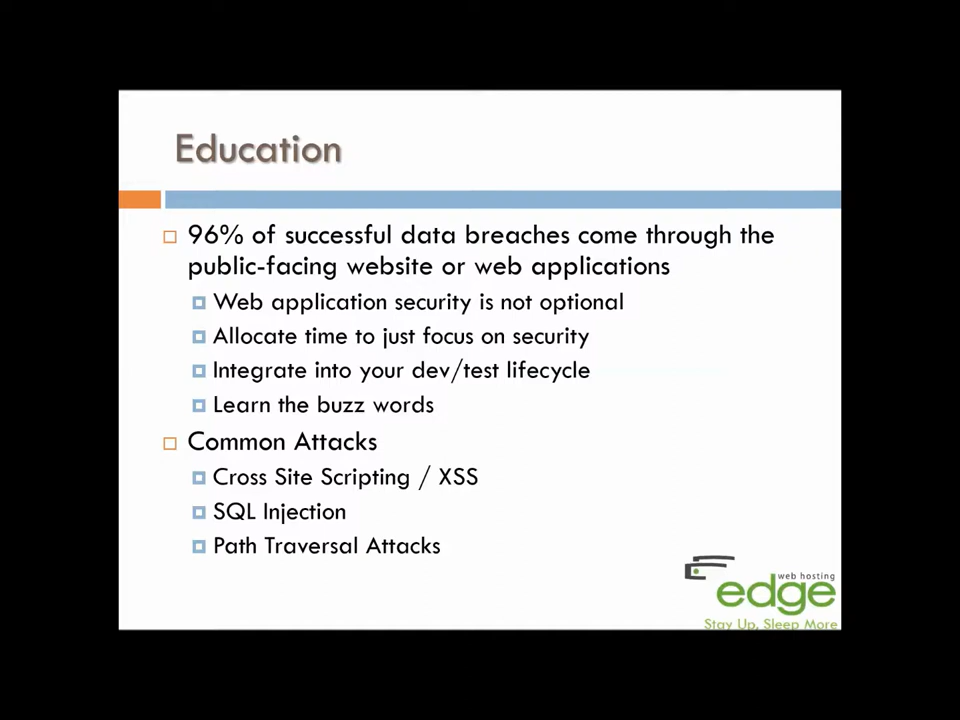 Education
96% of successful data breaches come through the
public-facing website or web applications
Web application security is not optional
Allocate time to just focus on security
Integrate into your dev/test lifecycle
Learn the buzz words
Common Attacks
Cross Site Scripting / XSS
SQL Injection
Path Traversal Attacks
web hosting
edge
Stay Up, Sleep More